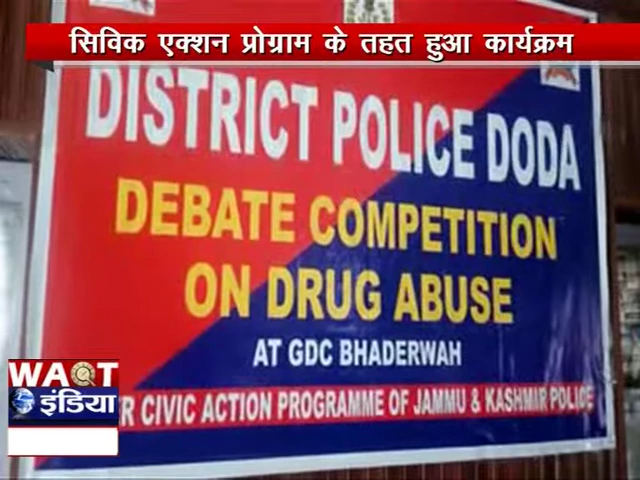 सिविक एक्शन प्रोग्राम के तहत हुआ कार्यक्रम
DISTRICT POLICE DODA
DEBATE COMPETITION
ON DRUG ABUSE
AT GDC BHADERWAH
CIVIC ACTION PROGRAMME OF JAMMU & KASHMIR POLICE
WAQT
इंडिया